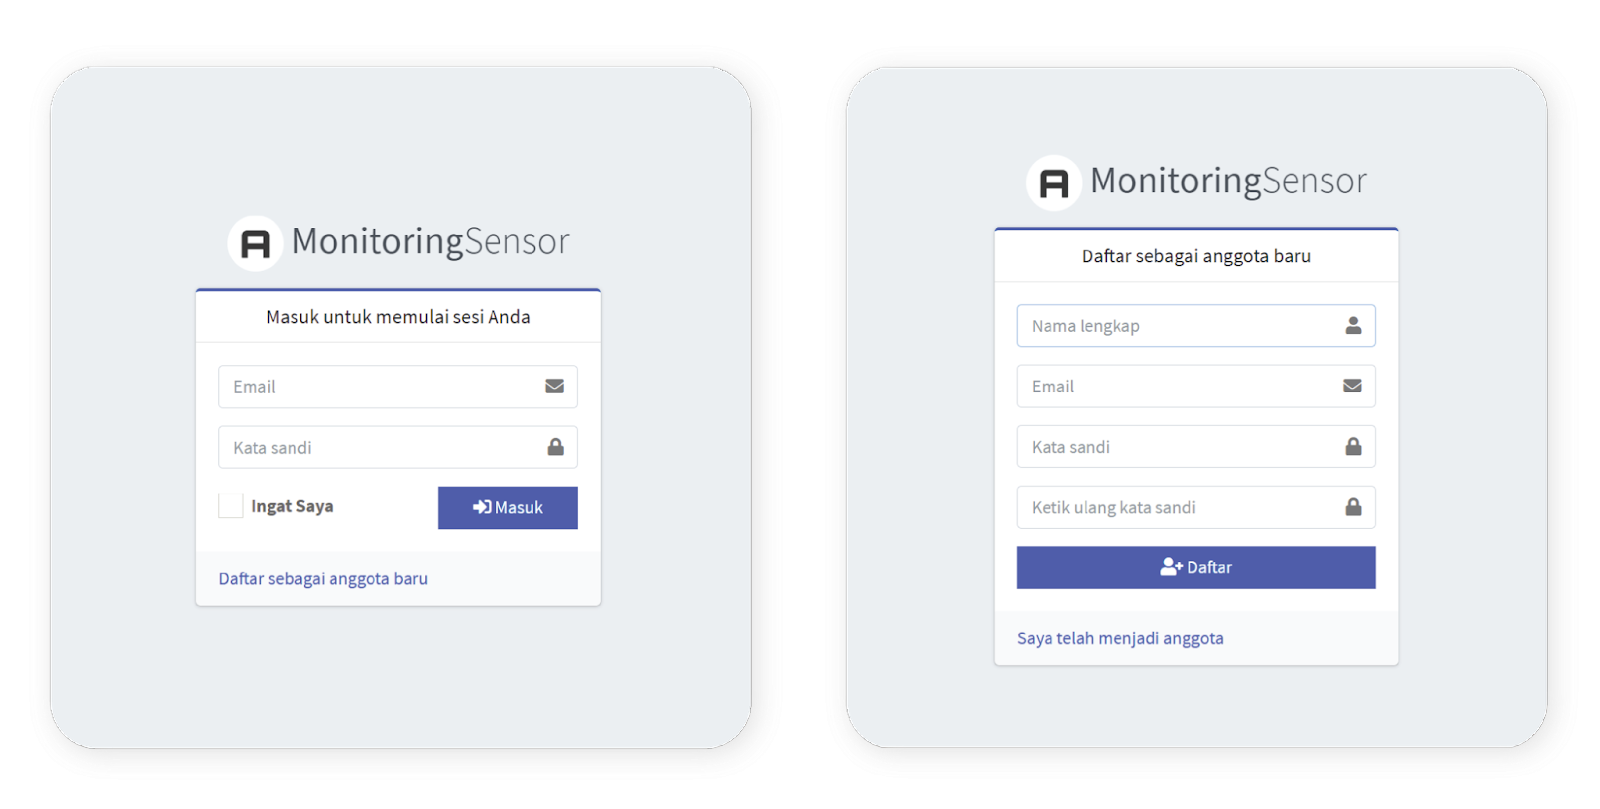 MonitoringSensor
Masuk untuk memulai sesi Anda
Email
Kata sandi
Ingat Saya
Masuk
Daftar sebagai anggota baru
MonitoringSensor
Daftar sebagai anggota baru
Nama lengkap
Email
Kata sandi
Ketik ulang kata sandi
Daftar
Saya telah menjadi anggota